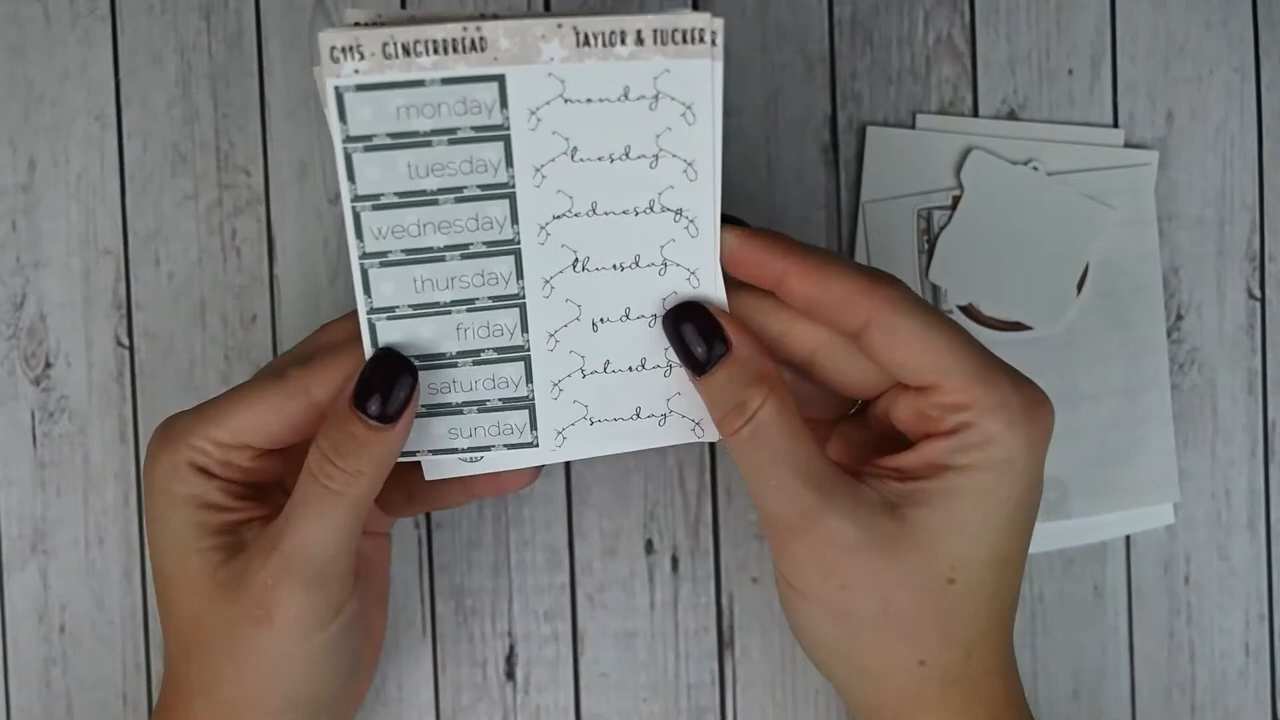 G115 - GINGERBREAD TAYLOR & TUCKER
monday monday
tuesday tuesday
wednesday wednesday
thursday thursday
friday friday
saturday saturday
sunday sunday